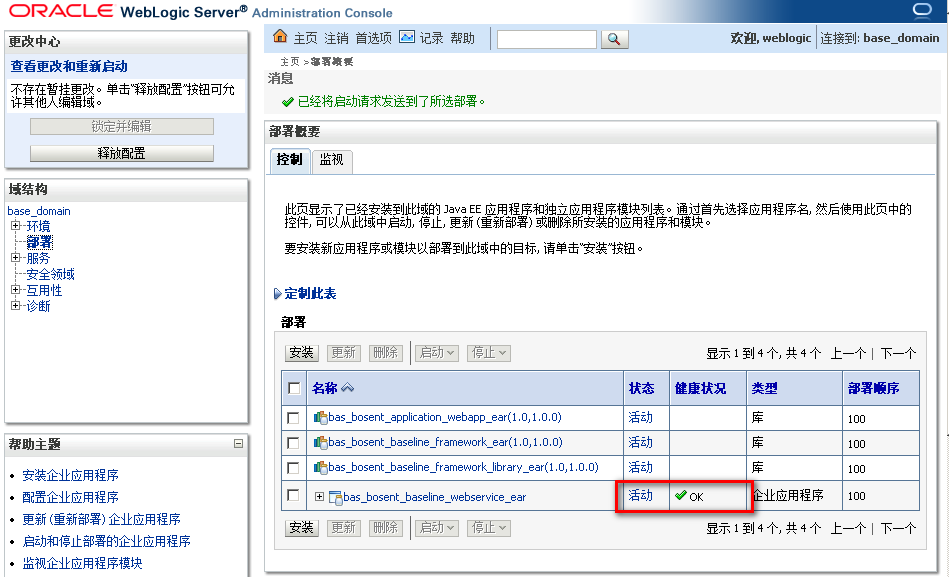 ORACLE WebLogic Server® Administration Console
更改中心
查看更改和重新启动
不存在暂挂更改。单击“释放配置”按钮可允
许其他人编辑域。
锁定并编辑
释放配置
域结构
base_domain
环境
部署
服务
安全领域
互用性
诊断
帮助主题
安装企业应用程序
配置企业应用程序
更新 (重新部署) 企业应用程序
启动和停止部署的企业应用程序
监视企业应用程序模块
主页 注销 首选项 记录 帮助
欢迎, weblogic 连接到: base_domain
主页 >部署概要
消息
已经将启动请求发送到了所选部署。
部署概要
控制 监视
此页显示了已经安装到此域的 Java EE 应用程序和独立应用程序模块列表。通过首先选择应用程序名, 然后使用此页中的
控件, 可以从此域中启动, 停止, 更新 (重新部署) 或删除所安装的应用程序和模块。
要安装新应用程序或模块以部署到此域中的目标, 请单击“安装”按钮。
定制此表
部署
安装 更新 删除 启动 停止 显示 1 到 4 个, 共 4 个 上一个 | 下一个
名称 状态 健康状况 类型 部署顺序
bas_bosent_application_webapp_ear(1.0,1.0.0) 活动 库 100
bas_bosent_baseline_framework_ear(1.0,1.0.0) 活动 库 100
bas_bosent_baseline_framework_library_ear(1.0,1.0.0) 活动 库 100
bas_bosent_baseline_webservice_ear 活动 OK 企业应用程序 100
安装 更新 删除 启动 停止 显示 1 到 4 个, 共 4 个 上一个 | 下一个